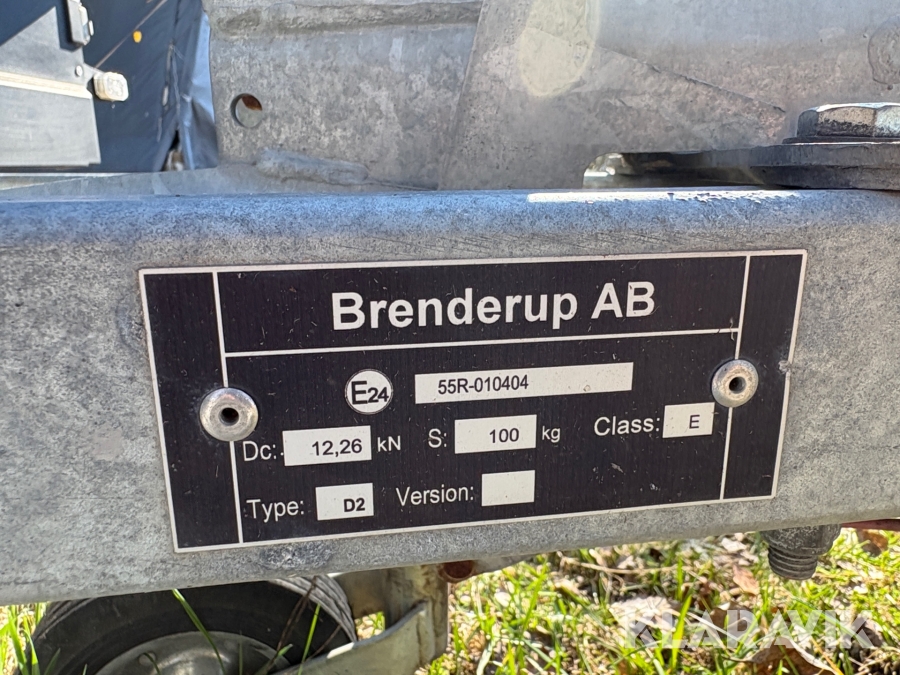 Brenderup AB
E24 55R-010404
Dc: 12,26 kN S: 100 kg Class: E
Type: D2 Version:
KLARAVIK